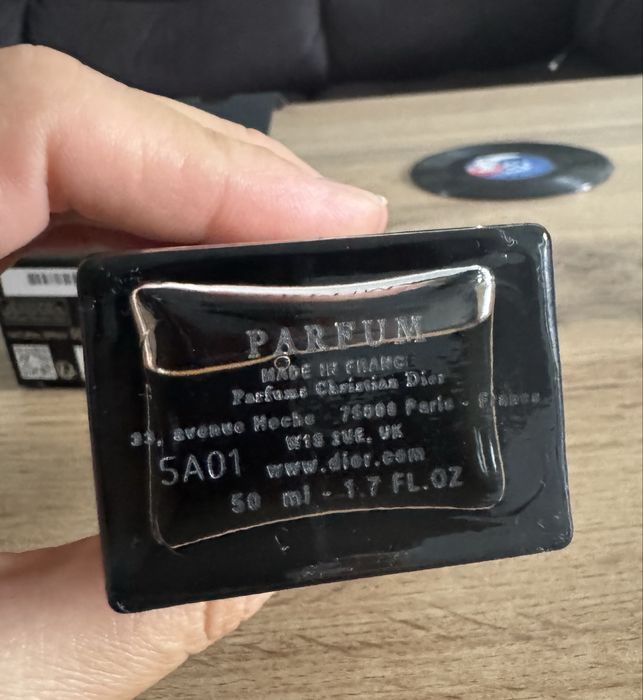 PARFUM
MADE IN FRANCE
Parfums Christian Dior
33, avenue Hoche 75008 Paris - France
W1S 2UE, UK
5A01 www.dior.com
50 ml - 1.7 FL.OZ